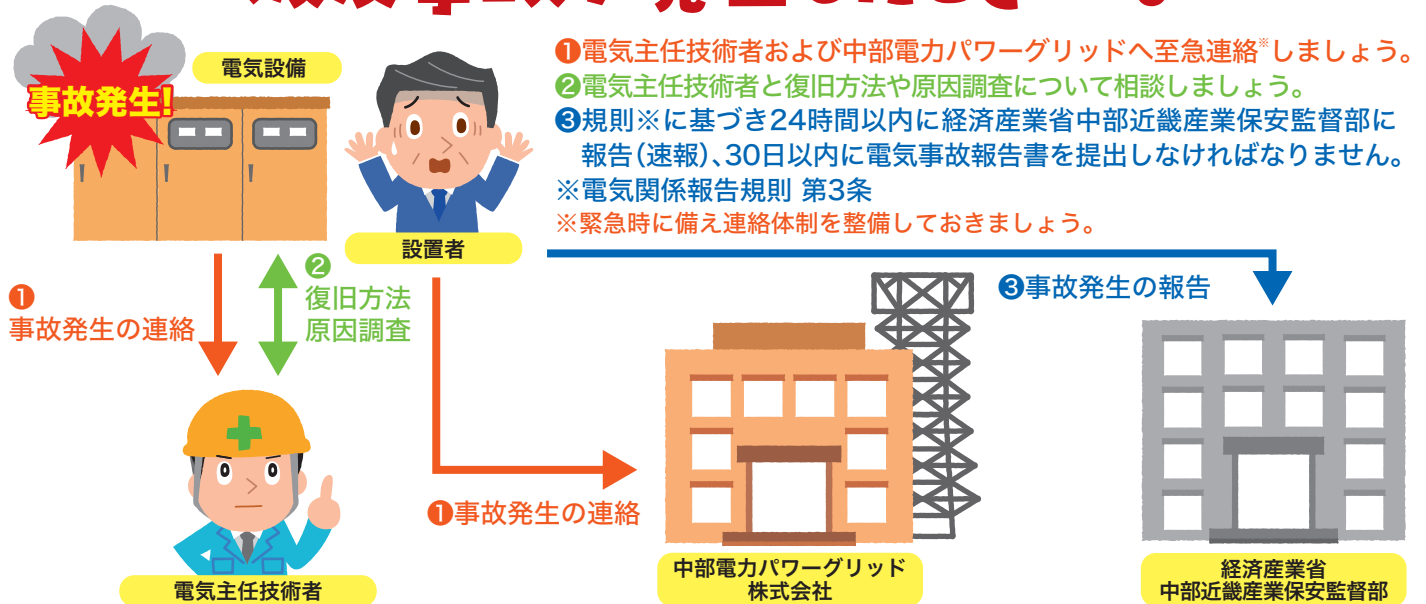 電気設備
事故発生!
設置者
❶電気主任技術者および中部電力パワーグリッドへ至急連絡※しましょう。
❷電気主任技術者と復旧方法や原因調査について相談しましょう。
❸規則※に基づき24時間以内に経済産業省中部近畿産業保安監督部に
報告(速報)、30日以内に電気事故報告書を提出しなければなりません。
※電気関係報告規則 第3条
※緊急時に備え連絡体制を整備しておきましょう。
❶
事故発生の連絡
❷
復旧方法
原因調査
❸事故発生の報告
❶事故発生の連絡
電気主任技術者
中部電力パワーグリッド
株式会社
経済産業省
中部近畿産業保安監督部